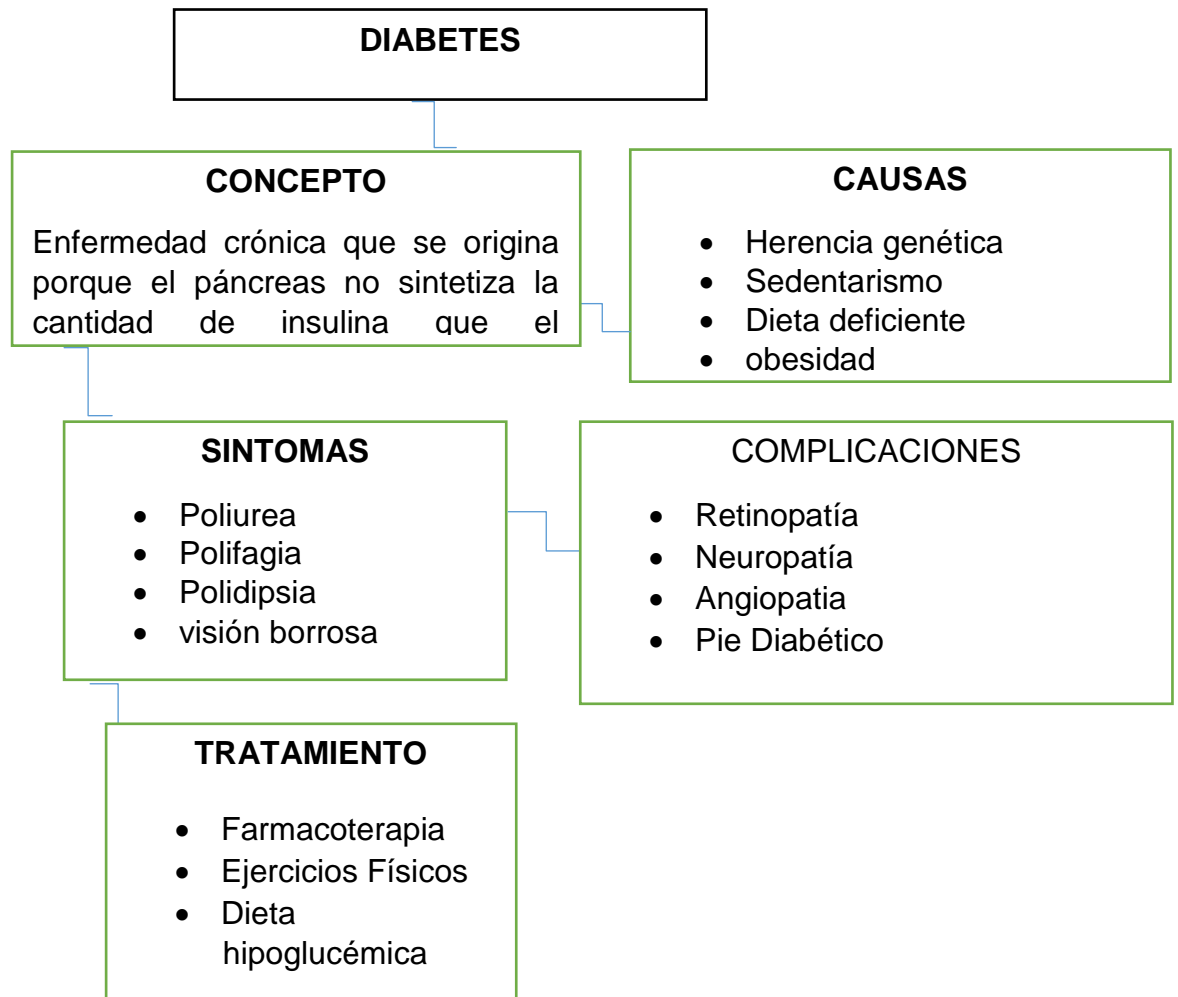 DIABETES
CONCEPTO
Enfermedad crónica que se origina
porque el páncreas no sintetiza la
cantidad de insulina que el
CAUSAS
• Herencia genética
• Sedentarismo
• Dieta deficiente
• obesidad
SINTOMAS
• Poliurea
• Polifagia
• Polidipsia
• visión borrosa
COMPLICACIONES
• Retinopatía
• Neuropatía
• Angiopatia
• Pie Diabético
TRATAMIENTO
• Farmacoterapia
• Ejercicios Físicos
• Dieta
hipoglucémica